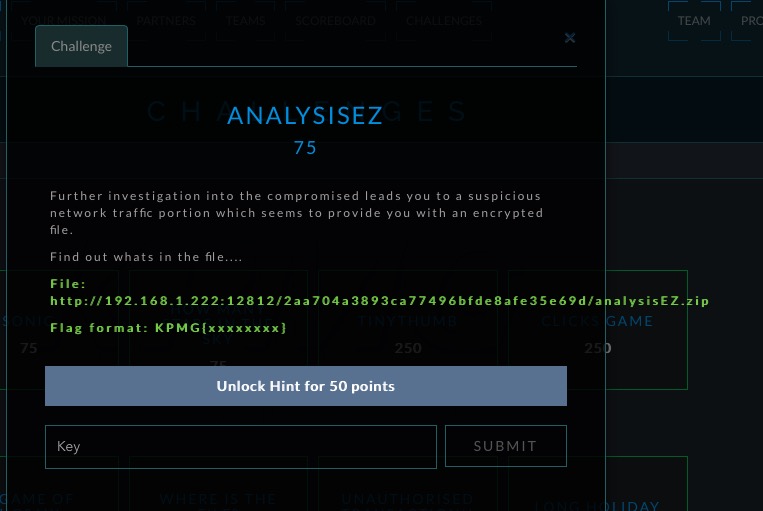 YOUR MISSION PARTNERS TEAMS SCOREBOARD CHALLENGES TEAM
Challenge
×
CHALLENGES
ANALYSISEZ
75
Further investigation into the compromised leads you to a suspicious
network traffic portion which seems to provide you with an encrypted
file.
Find out whats in the file....
File:
http://192.168.1.222:12812/2aa704a3893ca77496bfde8afe35e69d/analysisEZ.zip
TINYTHUMB CLICKS GAME
Flag format: KPMG{xxxxxxxx}
SKY
75 250 250
75
Unlock Hint for 50 points
Key SUBMIT
GAME OF WHERE IS THE UNAUTHORISED LONG HOLIDAY